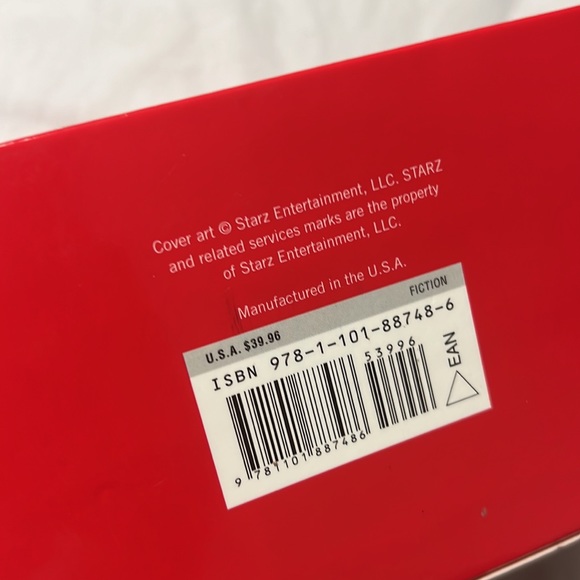 Cover art © Starz Entertainment, LLC. STARZ
and related services marks are the property
of Starz Entertainment, LLC.
Manufactured in the U.S.A.
U.S.A. $39.96 FICTION
ISBN 978-1-101-88748-6
53996
EAN
9 781101 887486